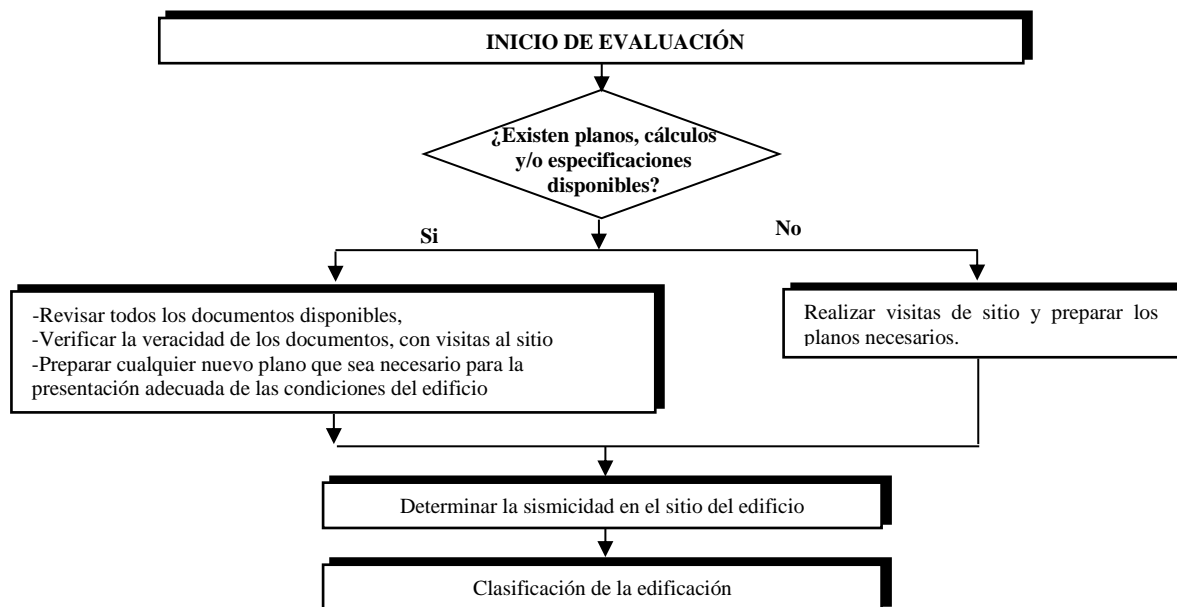 INICIO DE EVALUACIÓN
¿Existen planos, cálculos
y/o especificaciones
disponibles?
Si
No
-Revisar todos los documentos disponibles,
-Verificar la veracidad de los documentos, con visitas al sitio
-Preparar cualquier nuevo plano que sea necesario para la
presentación adecuada de las condiciones del edificio
Realizar visitas de sitio y preparar los
planos necesarios.
Determinar la sismicidad en el sitio del edificio
Clasificación de la edificación